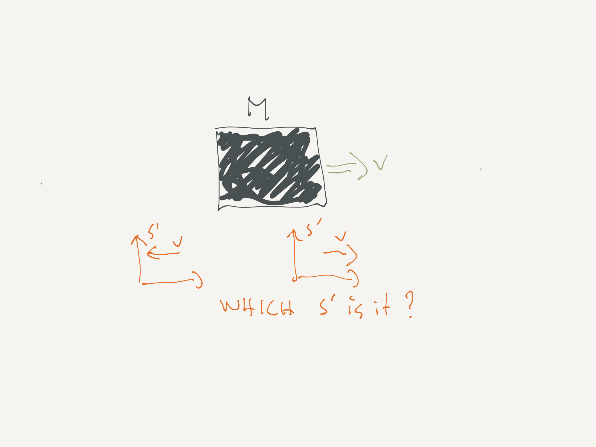 M
v
s' v
s' v
WHICH s' is it?